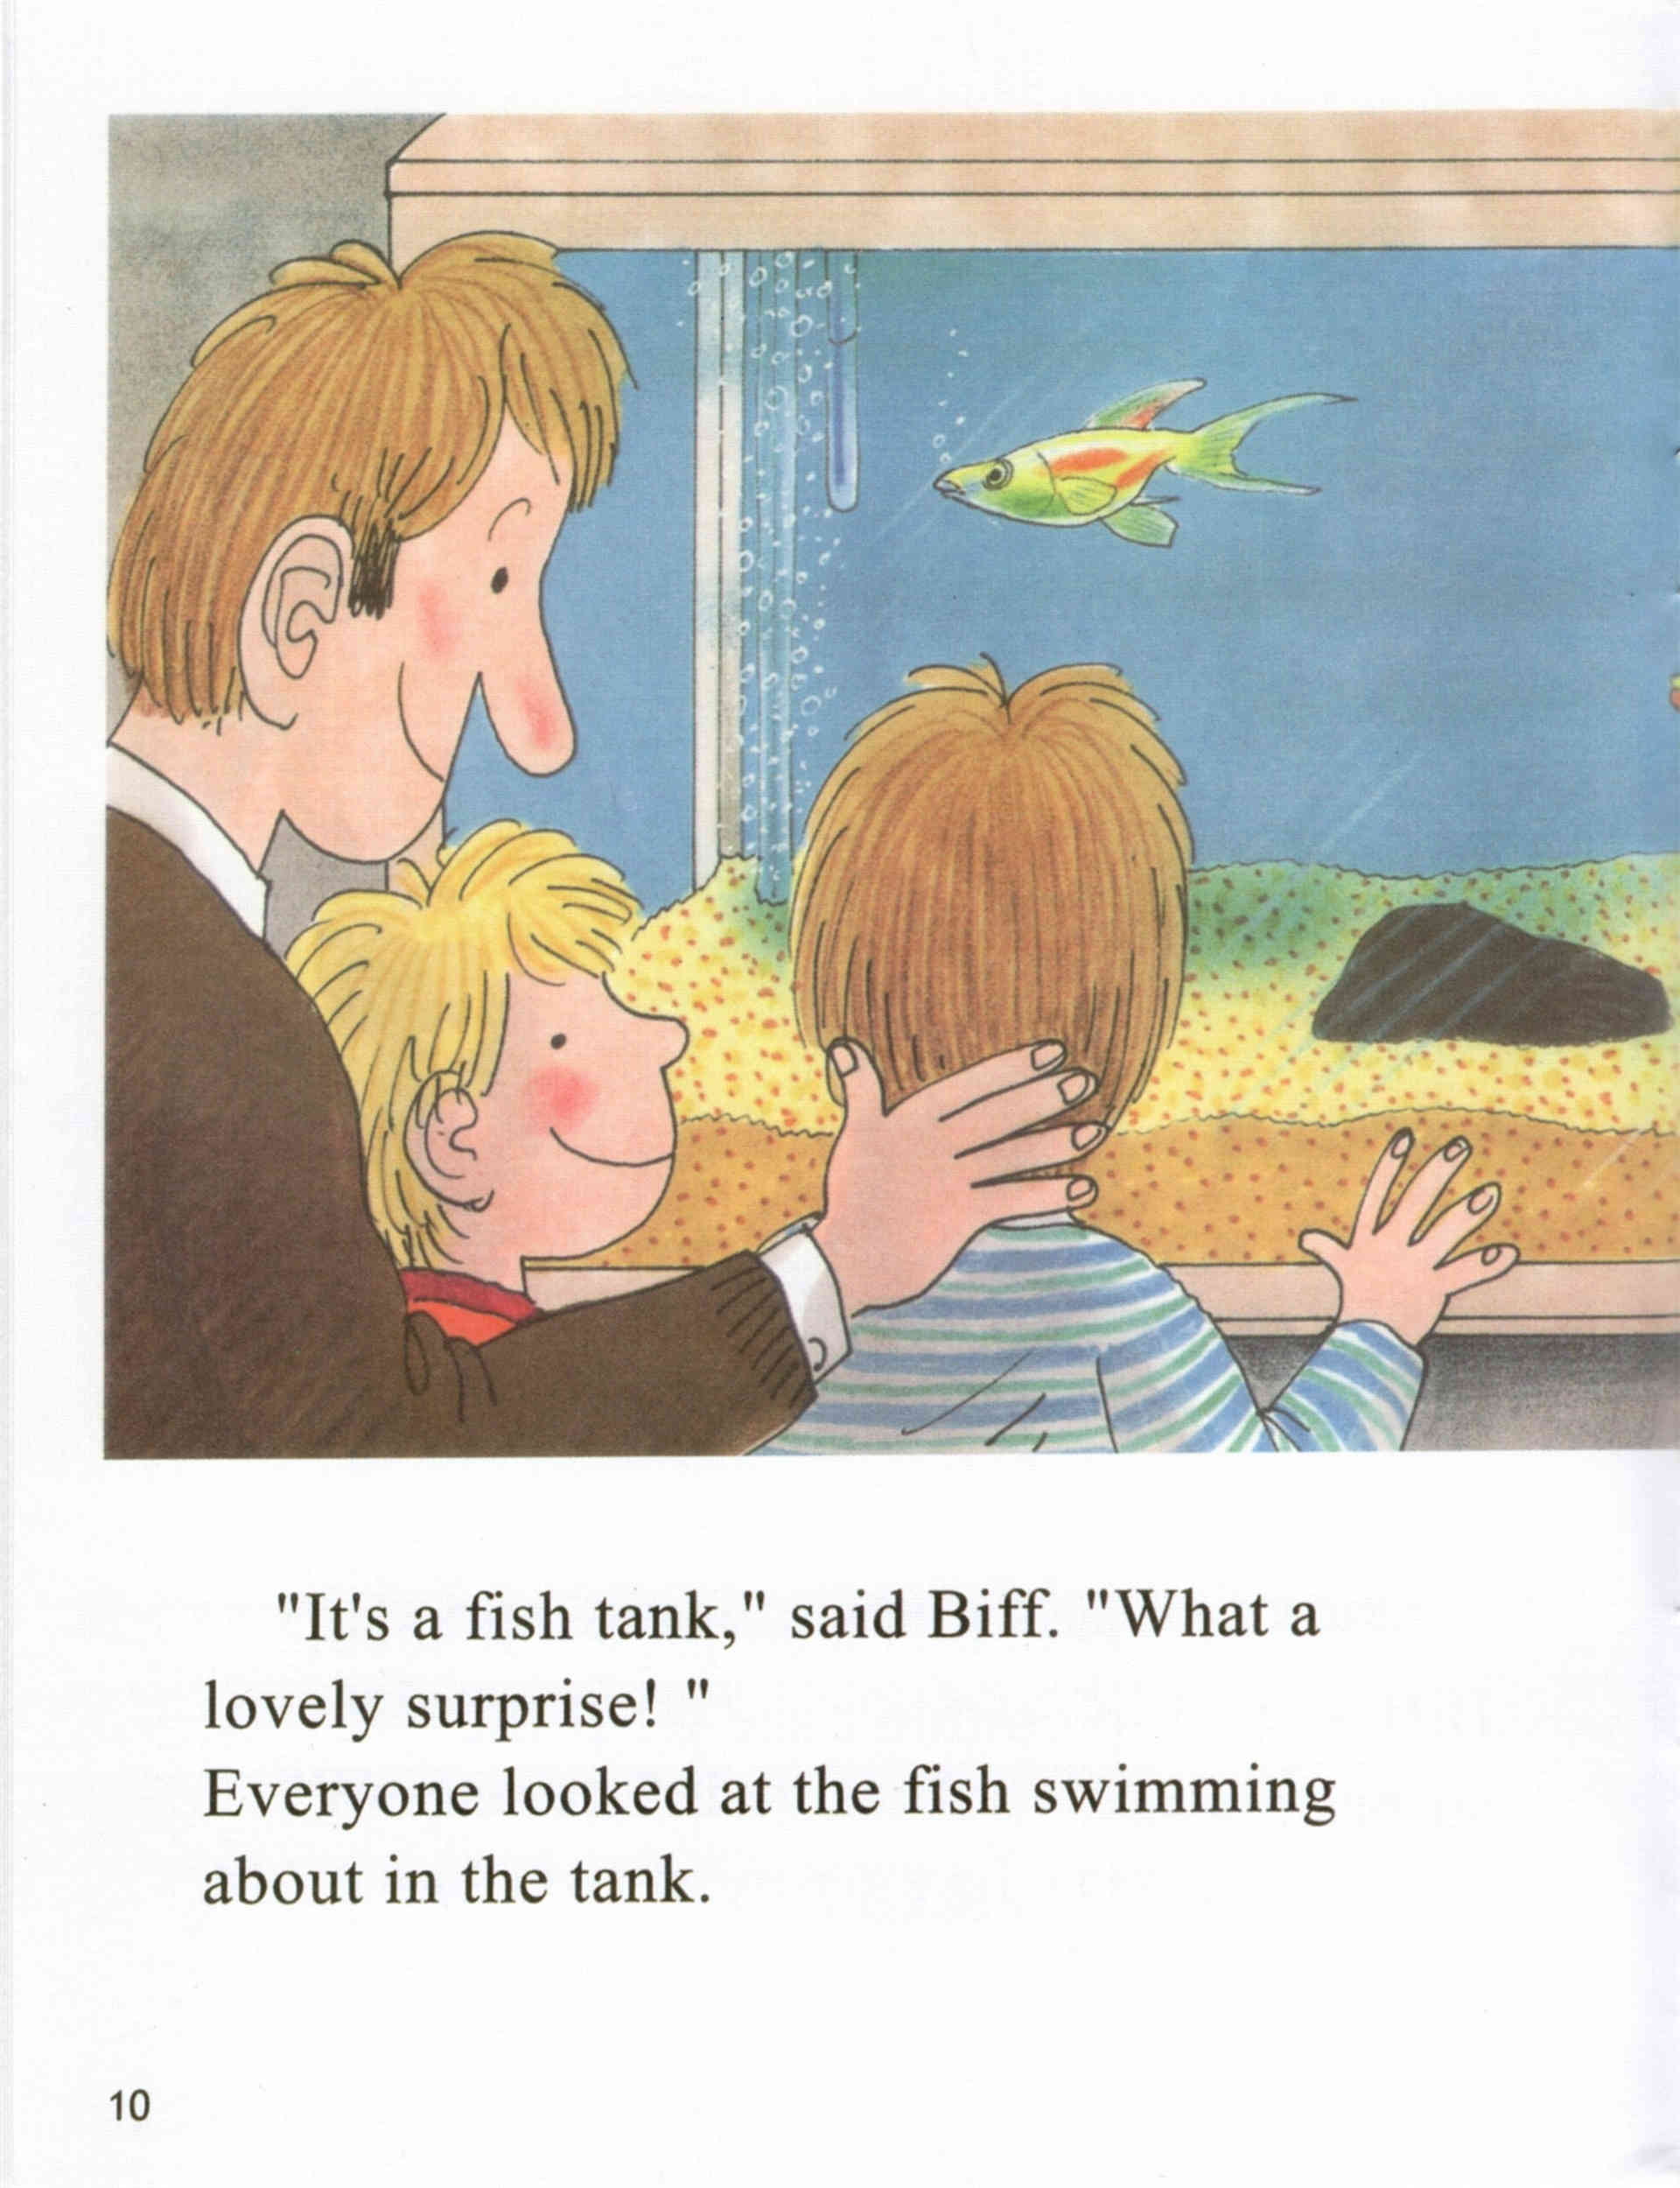 "It's a fish tank," said Biff. "What a
lovely surprise! "
Everyone looked at the fish swimming
about in the tank.
10